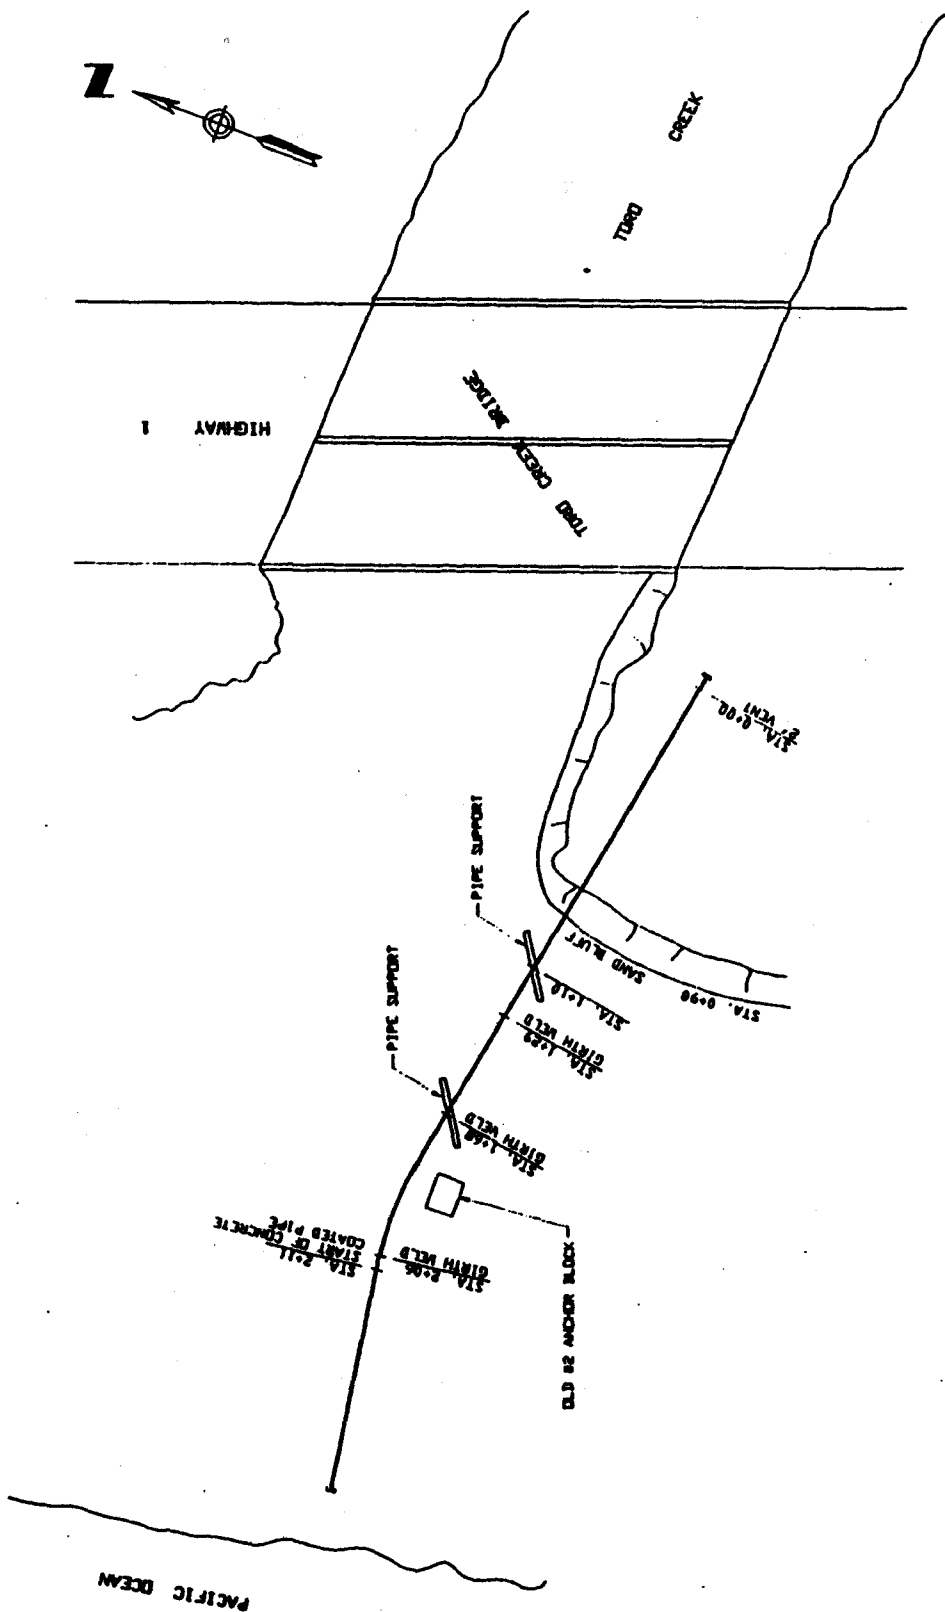 N
TORO CREEK
HIGHWAY 1
TORO CREEK BRIDGE
STA. 0+00
2" VENT
PIPE SUPPORT
SAND BLUFF
STA. 0+90
STA. 1+10
STA. 1+29
GIRTH WELD
PIPE SUPPORT
STA. 1+68
GIRTH WELD
OLD #2 ANCHOR BLOCK
STA. 2+06
GIRTH WELD
STA. 2+11
START OF CONCRETE
COATED PIPE
PACIFIC OCEAN